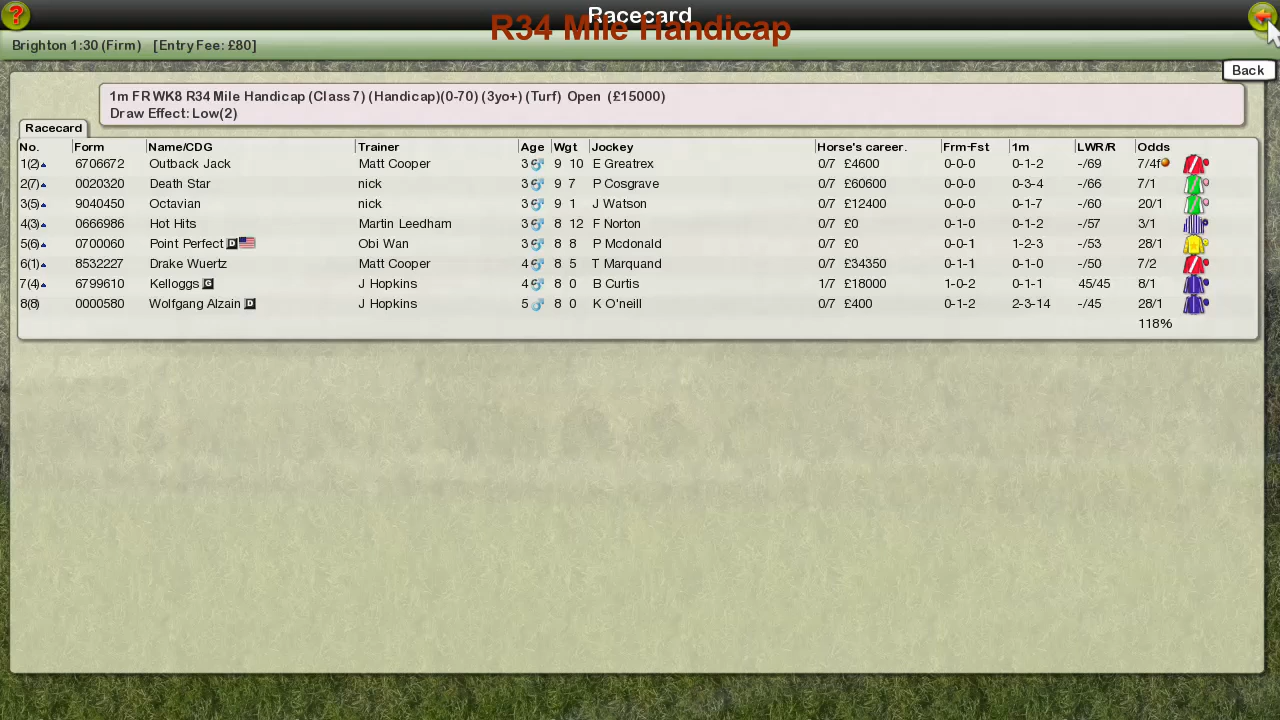 ?
Racecard
R34 Mile Handicap
Brighton 1:30 (Firm) [Entry Fee: £80]
Back
1m FR WK8 R34 Mile Handicap (Class 7) (Handicap)(0-70) (3yo+) (Turf) Open (£15000)
Draw Effect: Low(2)
Racecard
No. Form Name/CDG Trainer Age Wgt Jockey Horse's career. Frm-Fst 1m LWR/R Odds
1(2) 6706672 Outback Jack Matt Cooper 3 9 10 E Greatrex 0/7 £4600 0-0-0 0-1-2 -/69 7/4f
2(7) 0020320 Death Star nick 3 9 7 P Cosgrave 0/7 £60600 0-0-0 0-3-4 -/66 7/1
3(5) 9040450 Octavian nick 3 9 1 J Watson 0/7 £12400 0-0-0 0-1-7 -/60 20/1
4(3) 0666986 Hot Hits Martin Leedham 3 8 12 F Norton 0/7 £0 0-1-0 0-1-2 -/57 3/1
5(6) 0700060 Point Perfect D Obi Wan 3 8 8 P Mcdonald 0/7 £0 0-0-1 1-2-3 -/53 28/1
6(1) 8532227 Drake Wuertz Matt Cooper 4 8 5 T Marquand 0/7 £34350 0-1-1 0-1-0 -/50 7/2
7(4) 6799610 Kelloggs G J Hopkins 4 8 0 B Curtis 1/7 £18000 1-0-2 0-1-1 45/45 8/1
8(8) 0000580 Wolfgang Alzain D J Hopkins 5 8 0 K O'neill 0/7 £400 0-1-2 2-3-14 -/45 28/1
118%